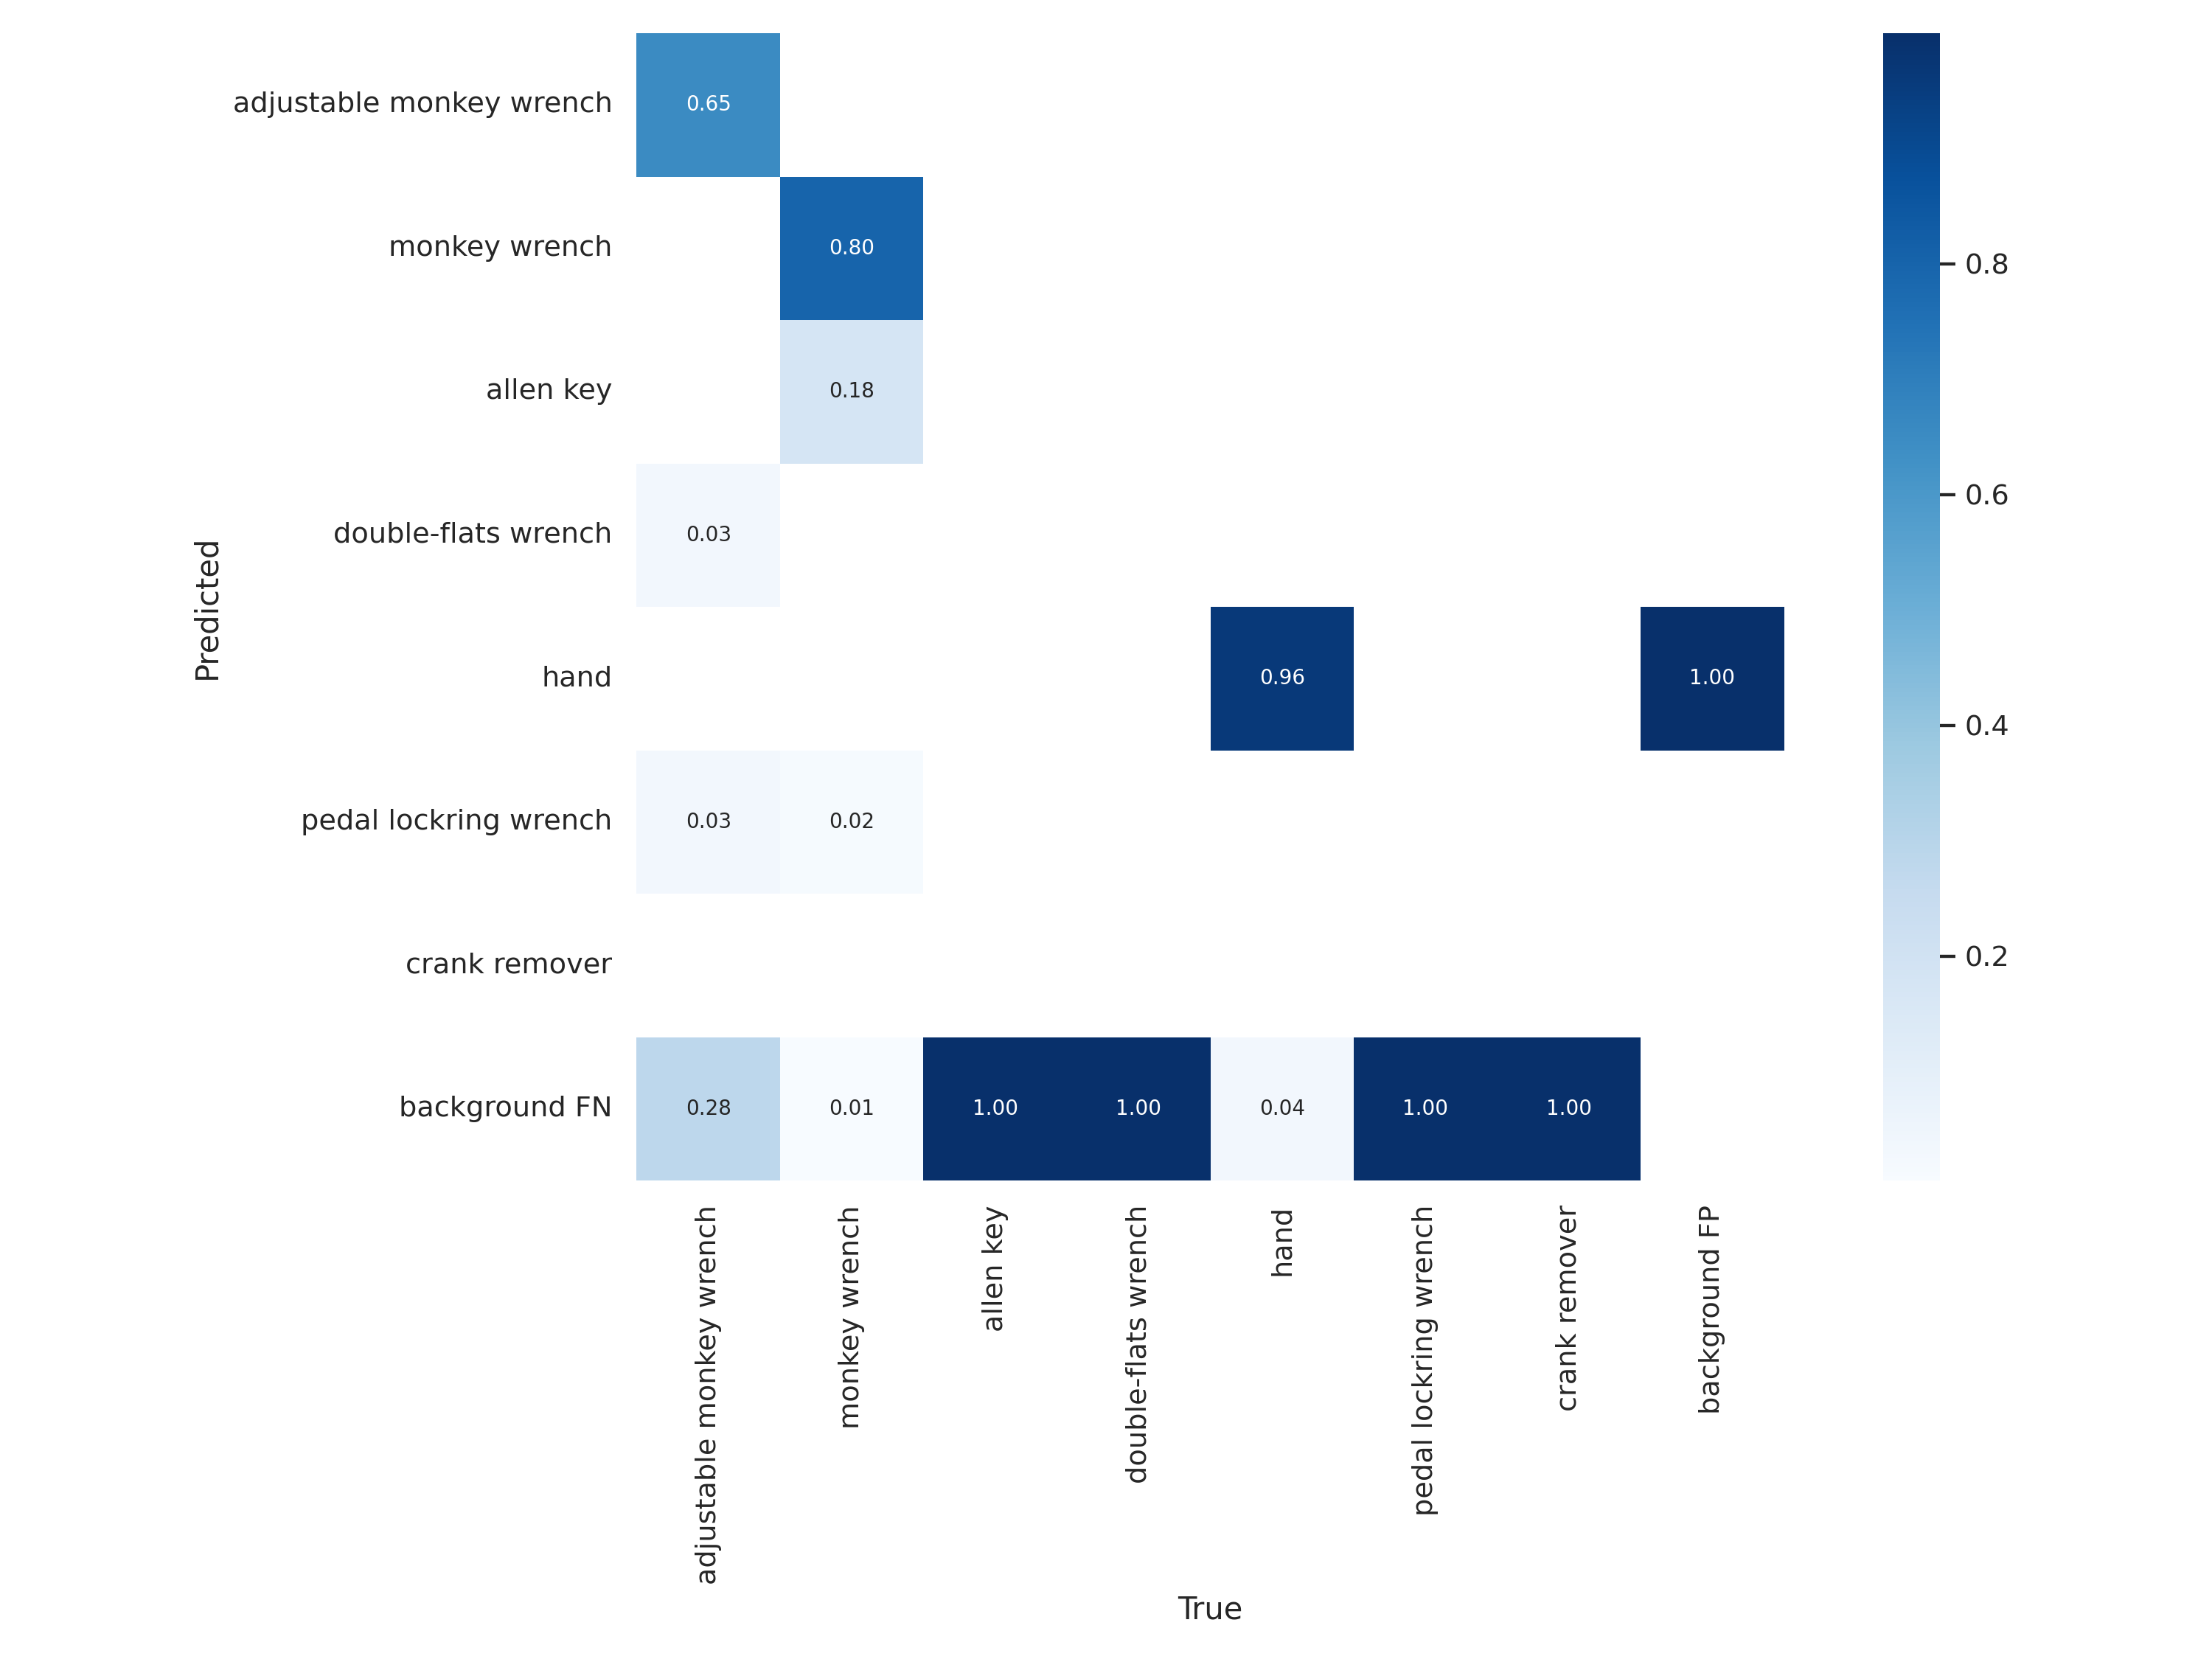 adjustable monkey wrench
0.65
monkey wrench
0.80
0.8
allen key
0.18
0.6
double-flats wrench
0.03
Predicted
hand
0.96
1.00
0.4
pedal lockring wrench
0.03
0.02
crank remover
0.2
background FN
0.28
0.01
1.00
1.00
0.04
1.00
1.00
adjustable monkey wrench
monkey wrench
allen key
double-flats wrench
hand
pedal lockring wrench
crank remover
background FP
True